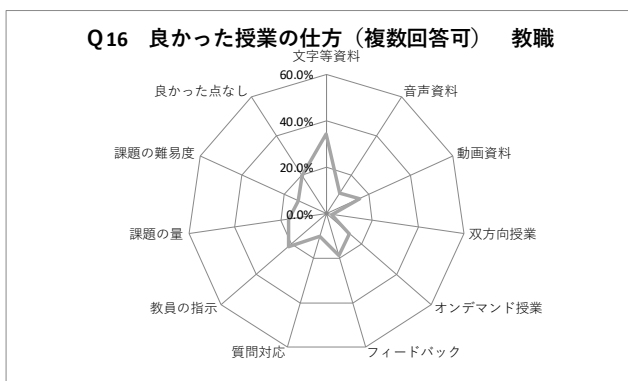 Q16 良かった授業の仕方（複数回答可） 教職
文字等資料
60.0%
40.0%
20.0%
0.0%
音声資料
動画資料
双方向授業
オンデマンド授業
フィードバック
質問対応
教員の指示
課題の量
課題の難易度
良かった点なし